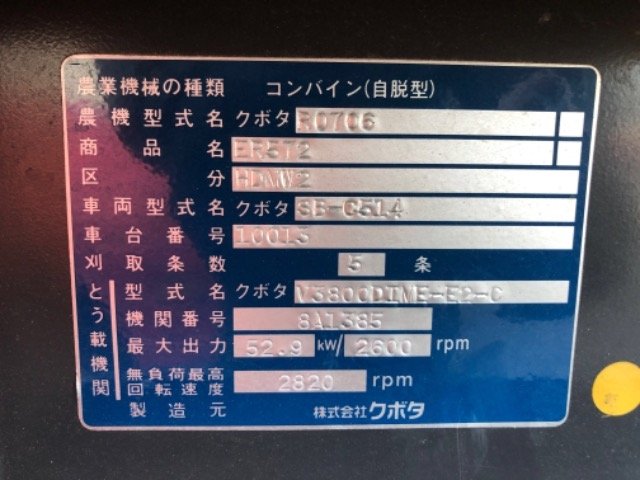 農業機械の種類 コンバイン(自脱型)
農機型式名 クボタ R0706
商品名 ER572
区分 HDNW2
車両型式名 クボタ SB-C514
車台番号 10013
刈取条数 5 条
とう載機関
型式名 クボタ V3800DIME-E2-C
機関番号 8A1385
最大出力 52.9 kW/ 2600 rpm
無負荷最高回転速度 2820 rpm
製造元 株式会社クボタ